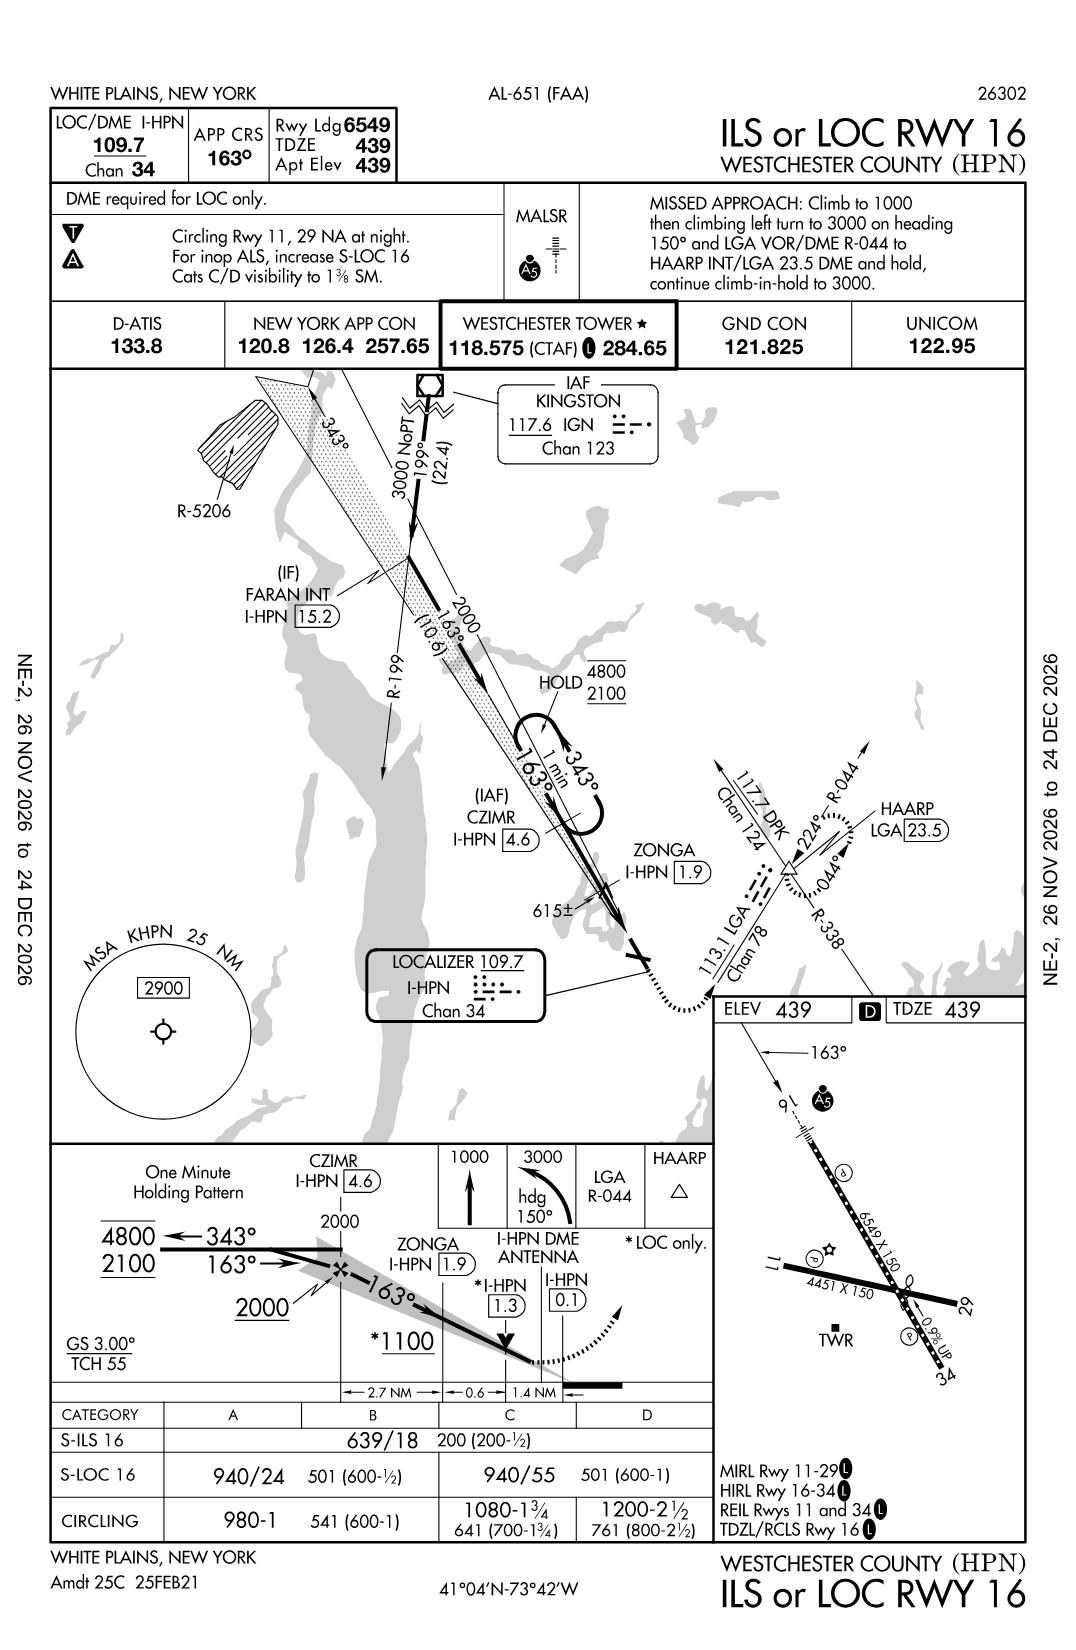 WHITE PLAINS, NEW YORK
AL-651 (FAA)
26302
LOC/DME I-HPN
109.7
Chan 34
APP CRS
163°
Rwy Ldg 6549
TDZE 439
Apt Elev 439
ILS or LOC RWY 16
WESTCHESTER COUNTY (HPN)
DME required for LOC only.
T
A
Circling Rwy 11, 29 NA at night.
For inop ALS, increase S-LOC 16
Cats C/D visibility to 1⅜ SM.
MALSR
A5
MISSED APPROACH: Climb to 1000
then climbing left turn to 3000 on heading
150° and LGA VOR/DME R-044 to
HAARP INT/LGA 23.5 DME and hold,
continue climb-in-hold to 3000.
D-ATIS
133.8
NEW YORK APP CON
120.8 126.4 257.65
WESTCHESTER TOWER ★
118.575 (CTAF) L 284.65
GND CON
121.825
UNICOM
122.95
IAF
KINGSTON
117.6 IGN
Chan 123
343°
3000 NoPT
199°
(22.4)
R-5206
(IF)
FARAN INT
I-HPN 15.2
2000
163°
(10.6)
R-199
HOLD
4800
2100
163°
1 min
343°
(IAF)
CZIMR
I-HPN 4.6
ZONGA
I-HPN 1.9
615±
117.7 DPK
Chan 124
224°
R-044
HAARP
LGA 23.5
044°
R-338
113.1 LGA
Chan 78
LOCALIZER 109.7
I-HPN
Chan 34
MSA KHPN 25 NM
2900
ELEV 439
D
TDZE 439
163°
16
A5
P
6549 X 150
11
P
4451 X 150
29
P
0.9% UP
TWR
34
MIRL Rwy 11-29 L
HIRL Rwy 16-34 L
REIL Rwys 11 and 34 L
TDZL/RCLS Rwy 16 L
One Minute
Holding Pattern
CZIMR
I-HPN 4.6
2000
4800
2100
343°
163°
2000
GS 3.00°
TCH 55
163°
*1100
ZONGA
I-HPN 1.9
*I-HPN
1.3
I-HPN DME
ANTENNA
I-HPN
0.1
1000
3000
hdg
150°
LGA
R-044
HAARP
*LOC only.
2.7 NM
0.6
1.4 NM
CATEGORY A B C D
S-ILS 16 639/18 200 (200-½)
S-LOC 16 940/24 501 (600-½) 940/55 501 (600-1)
CIRCLING 980-1 541 (600-1) 1080-1¾ 641 (700-1¾) 1200-2½ 761 (800-2½)
WHITE PLAINS, NEW YORK
Amdt 25C 25FEB21
41°04'N-73°42'W
WESTCHESTER COUNTY (HPN)
ILS or LOC RWY 16
NE-2, 26 NOV 2026 to 24 DEC 2026
NE-2, 26 NOV 2026 to 24 DEC 2026